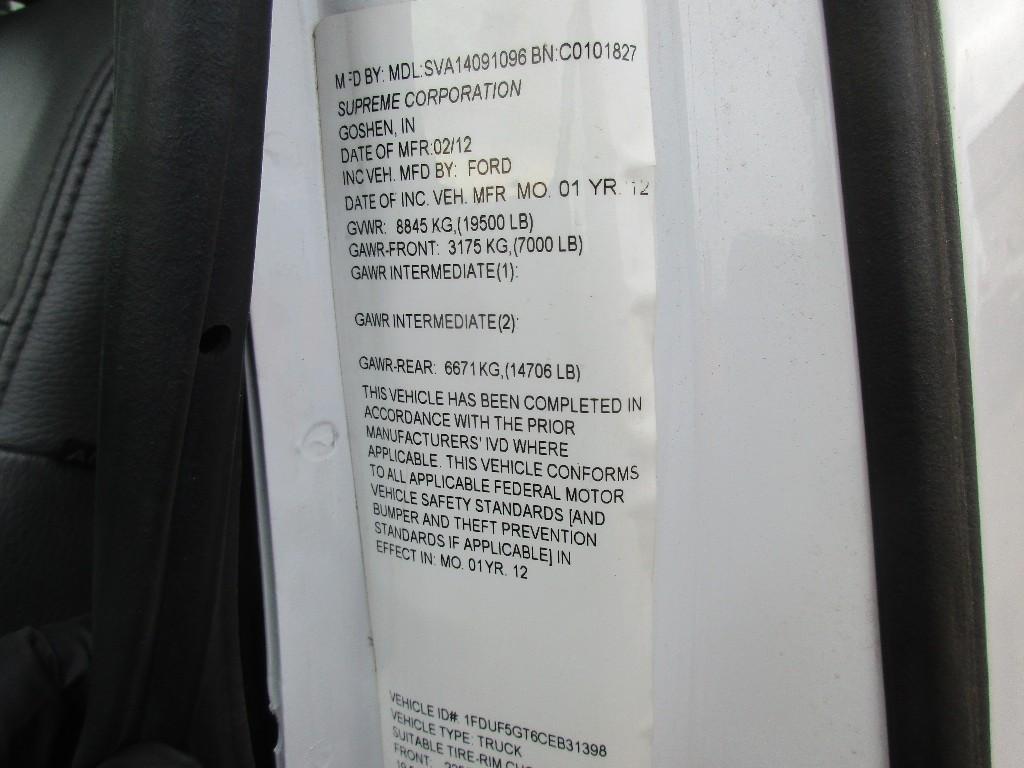 MFD BY: MDL:SVA14091096 BN:C0101827
SUPREME CORPORATION
GOSHEN, IN
DATE OF MFR:02/12
INC VEH. MFD BY: FORD
DATE OF INC. VEH. MFR MO. 01 YR. 12
GVWR: 8845 KG,(19500 LB)
GAWR-FRONT: 3175 KG,(7000 LB)
GAWR INTERMEDIATE(1):
GAWR INTERMEDIATE(2):
GAWR-REAR: 6671 KG,(14706 LB)
THIS VEHICLE HAS BEEN COMPLETED IN
ACCORDANCE WITH THE PRIOR
MANUFACTURERS' IVD WHERE
APPLICABLE. THIS VEHICLE CONFORMS
TO ALL APPLICABLE FEDERAL MOTOR
VEHICLE SAFETY STANDARDS [AND
BUMPER AND THEFT PREVENTION
STANDARDS IF APPLICABLE] IN
EFFECT IN: MO. 01 YR. 12
VEHICLE ID#: 1FDUF5GT6CEB31398
VEHICLE TYPE: TRUCK
SUITABLE TIRE-RIM
FRONT: